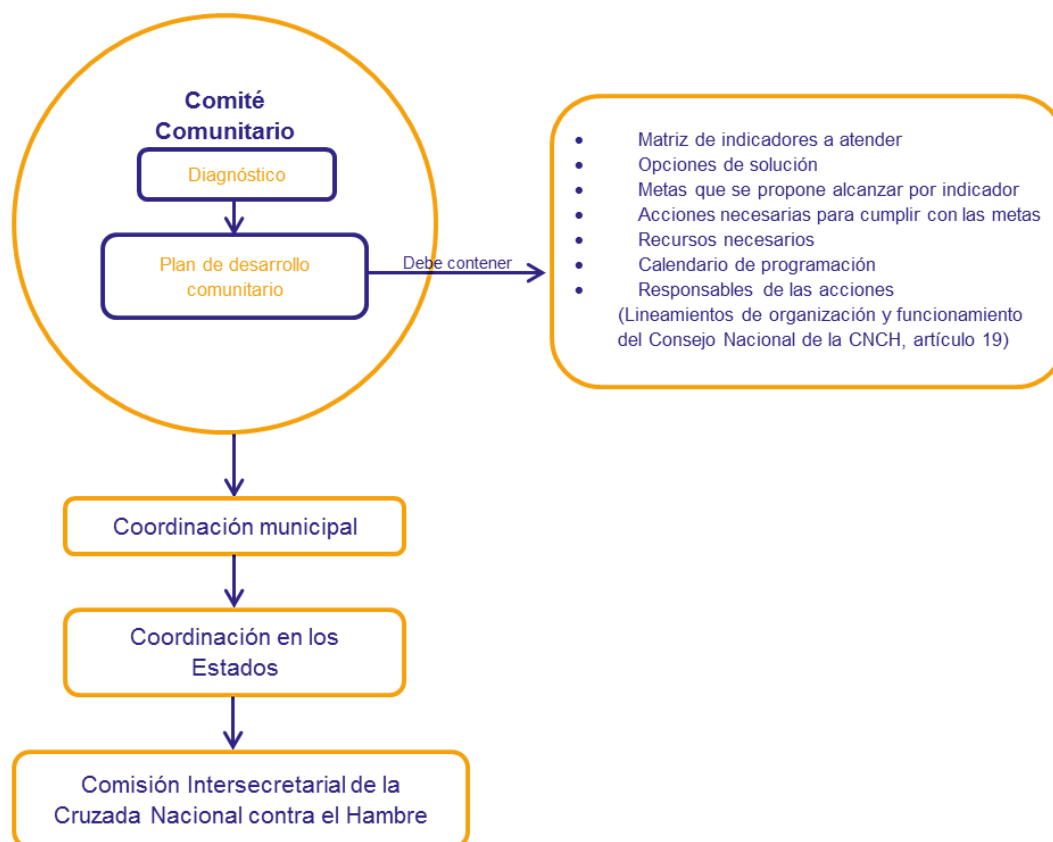 Comité
Comunitario
Diagnóstico
Plan de desarrollo
comunitario
Debe contener
• Matriz de indicadores a atender
• Opciones de solución
• Metas que se propone alcanzar por indicador
• Acciones necesarias para cumplir con las metas
• Recursos necesarios
• Calendario de programación
• Responsables de las acciones
(Lineamientos de organización y funcionamiento
del Consejo Nacional de la CNCH, artículo 19)
Coordinación municipal
Coordinación en los
Estados
Comisión Intersecretarial de la
Cruzada Nacional contra el Hambre